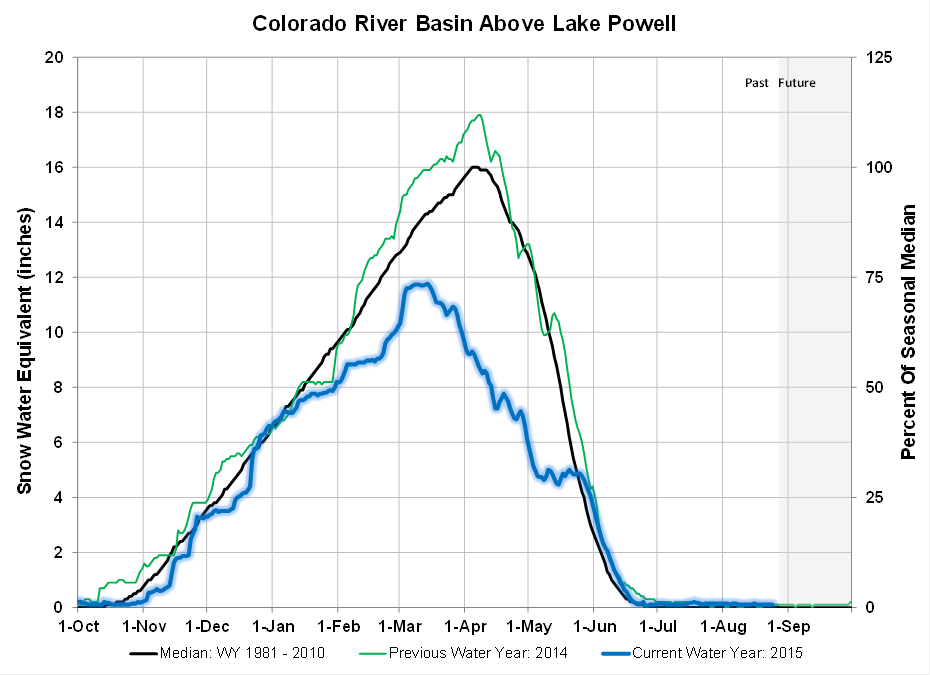 Colorado River Basin Above Lake Powell
20
18
16
14
12
10
8
6
4
2
0
Snow Water Equivalent (inches)
125
100
75
50
25
0
Percent Of Seasonal Median
Past Future
1-Oct 1-Nov 1-Dec 1-Jan 1-Feb 1-Mar 1-Apr 1-May 1-Jun 1-Jul 1-Aug 1-Sep
Median: WY 1981 - 2010 Previous Water Year: 2014 Current Water Year: 2015